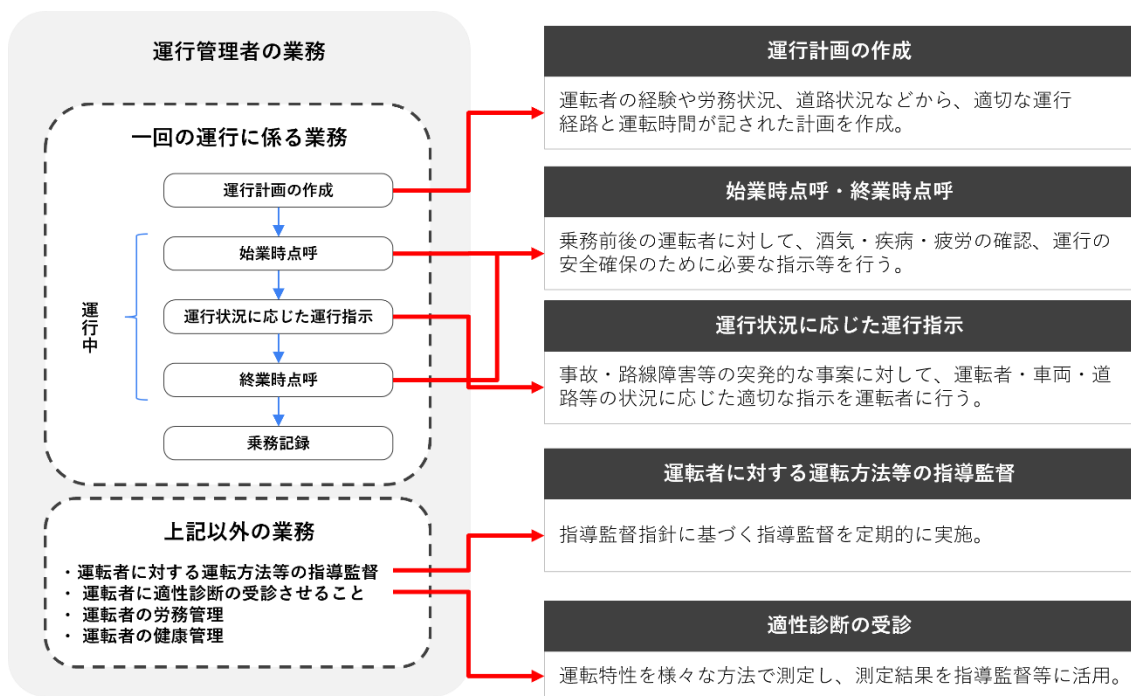 運行管理者の業務
一回の運行に係る業務
運行計画の作成
始業時点呼
運行状況に応じた運行指示
終業時点呼
乗務記録
運行中
上記以外の業務
・運転者に対する運転方法等の指導監督
・運転者に適性診断の受診させること
・運転者の労務管理
・運転者の健康管理
運行計画の作成
運転者の経験や労務状況、道路状況などから、適切な運行
経路と運転時間が記された計画を作成。
始業時点呼・終業時点呼
乗務前後の運転者に対して、酒気・疾病・疲労の確認、運行の
安全確保のために必要な指示等を行う。
運行状況に応じた運行指示
事故・路線障害等の突発的な事案に対して、運転者・車両・道
路等の状況に応じた適切な指示を運転者に行う。
運転者に対する運転方法等の指導監督
指導監督指針に基づく指導監督を定期的に実施。
適性診断の受診
運転特性を様々な方法で測定し、測定結果を指導監督等に活用。